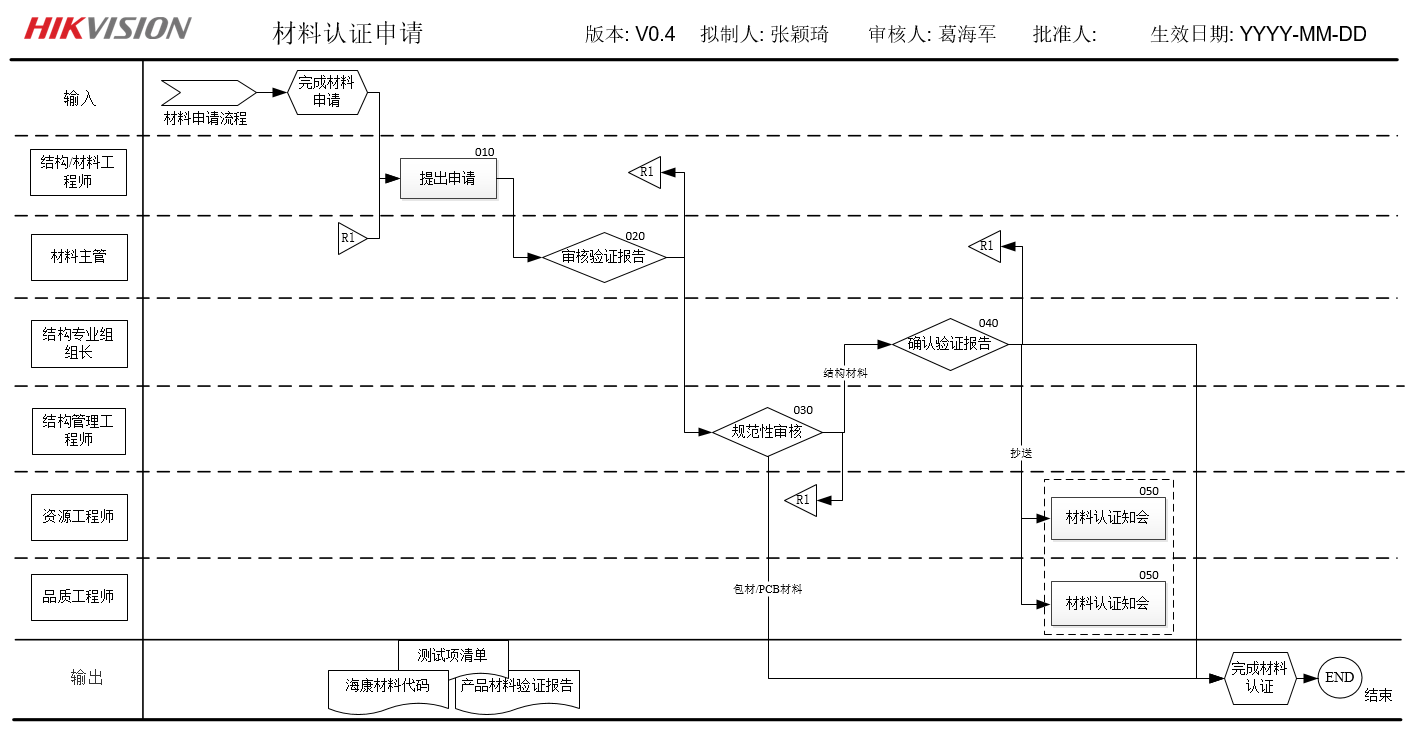 HIKVISION
材料认证申请
版本: V0.4
拟制人: 张颖琦
审核人: 葛海军
批准人:
生效日期: YYYY-MM-DD
输入
材料申请流程
完成材料
申请
结构/材料工
程师
010
提出申请
R1
材料主管
R1
020
审核验证报告
R1
结构专业组
组长
040
确认验证报告
结构材料
结构管理工
程师
030
规范性审核
抄送
资源工程师
R1
050
材料认证知会
品质工程师
包材/PCB材料
050
材料认证知会
输出
测试项清单
海康材料代码
产品材料验证报告
完成材料
认证
END
结束